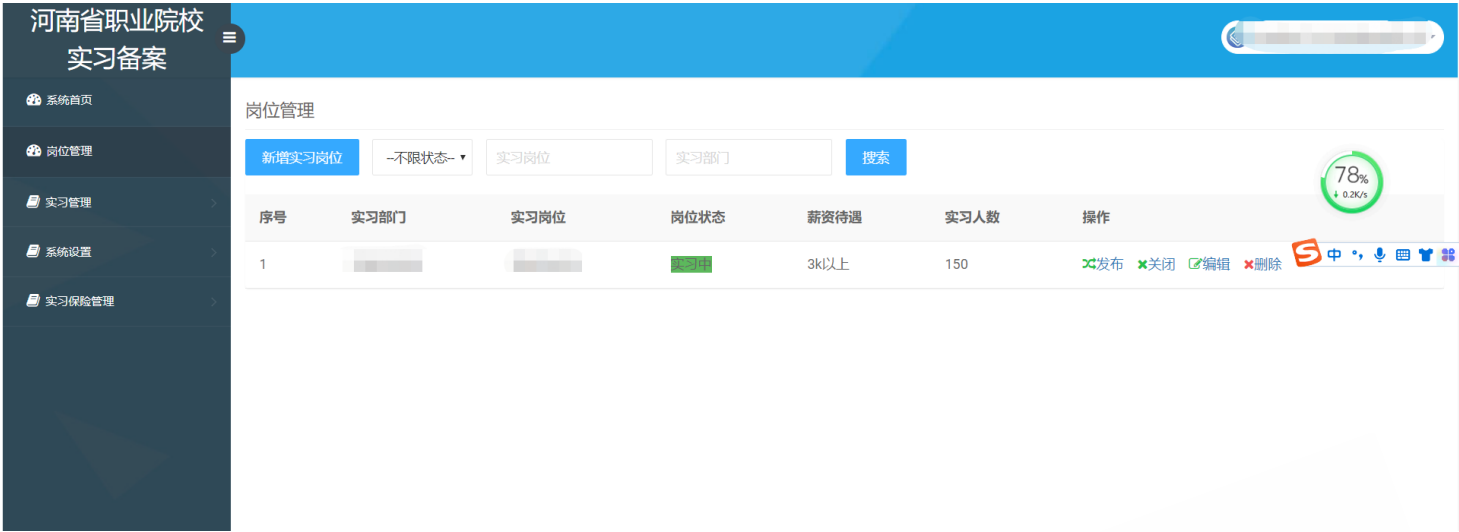 河南省职业院校
实习备案
系统首页
岗位管理
实习管理
系统设置
实习保险管理
岗位管理
新增实习岗位 --不限状态-- 实习岗位 实习部门 搜索
78%
0.2K/s
序号 实习部门 实习岗位 岗位状态 薪资待遇 实习人数 操作
1 实习中 3k以上 150 发布 关闭 编辑 删除
中 °,